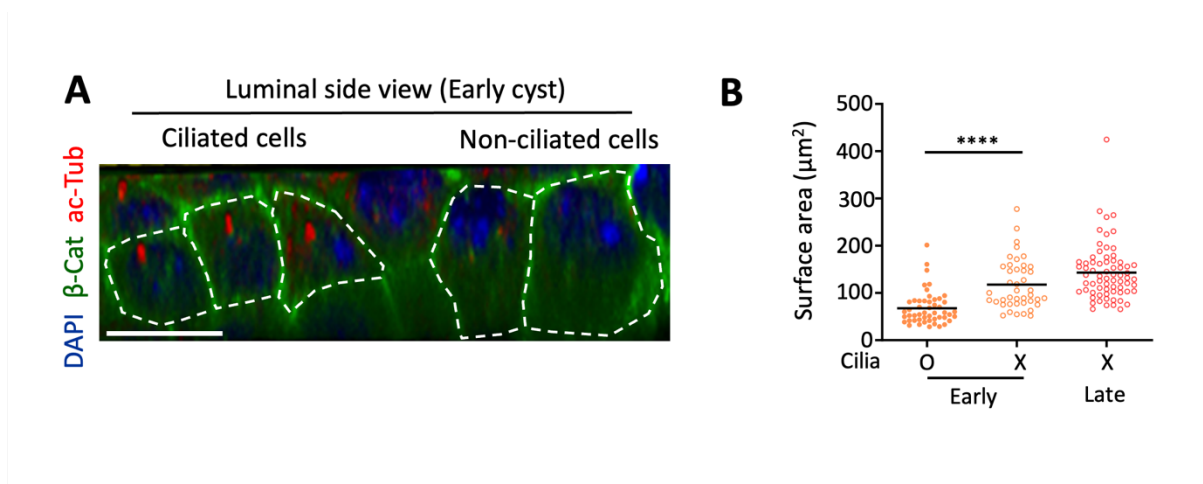 A
Luminal side view (Early cyst)
Ciliated cells
Non-ciliated cells
DAPI β-Cat ac-Tub
B
Surface area (µm²)
500
400
300
200
100
0
****
Cilia O X X
Early Late